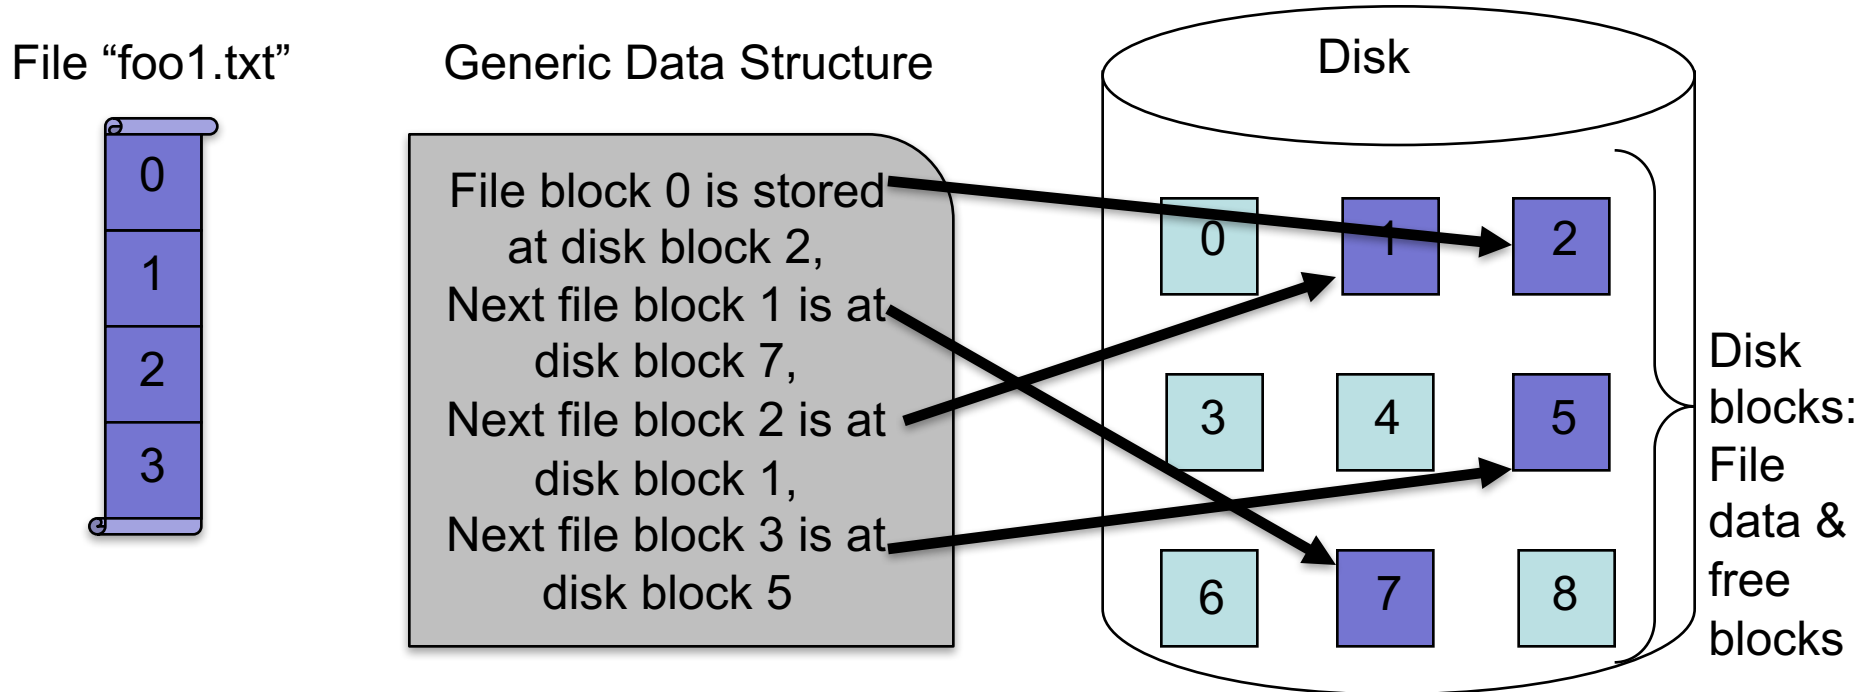 File “foo1.txt”
0
1
2
3
Generic Data Structure
File block 0 is stored
at disk block 2,
Next file block 1 is at
disk block 7,
Next file block 2 is at
disk block 1,
Next file block 3 is at
disk block 5
Disk
0 1 2
3 4 5
6 7 8
Disk
blocks:
File
data &
free
blocks